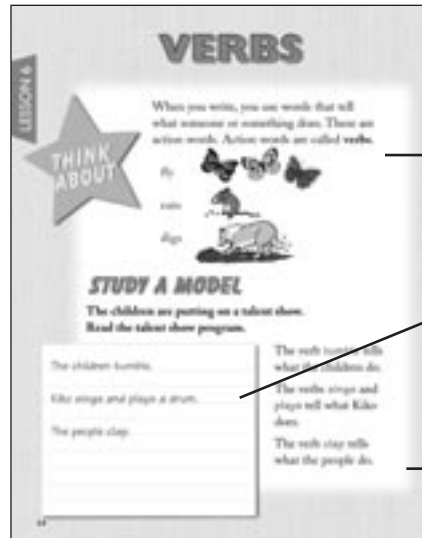 VERBS
LESSON 6
When you write, you use words that tell
what someone or something does. These are
action words. Action words are called verbs.
THINK
ABOUT
fly
eats
digs
STUDY A MODEL
The children are putting on a talent show.
Read the talent show program.
The children tumble.
Kiko sings and plays a drum.
The people clap.
The verb tumble tells
what the children do.
The verbs sings and
plays tell what Kiko
does.
The verb clap tells
what the people do.